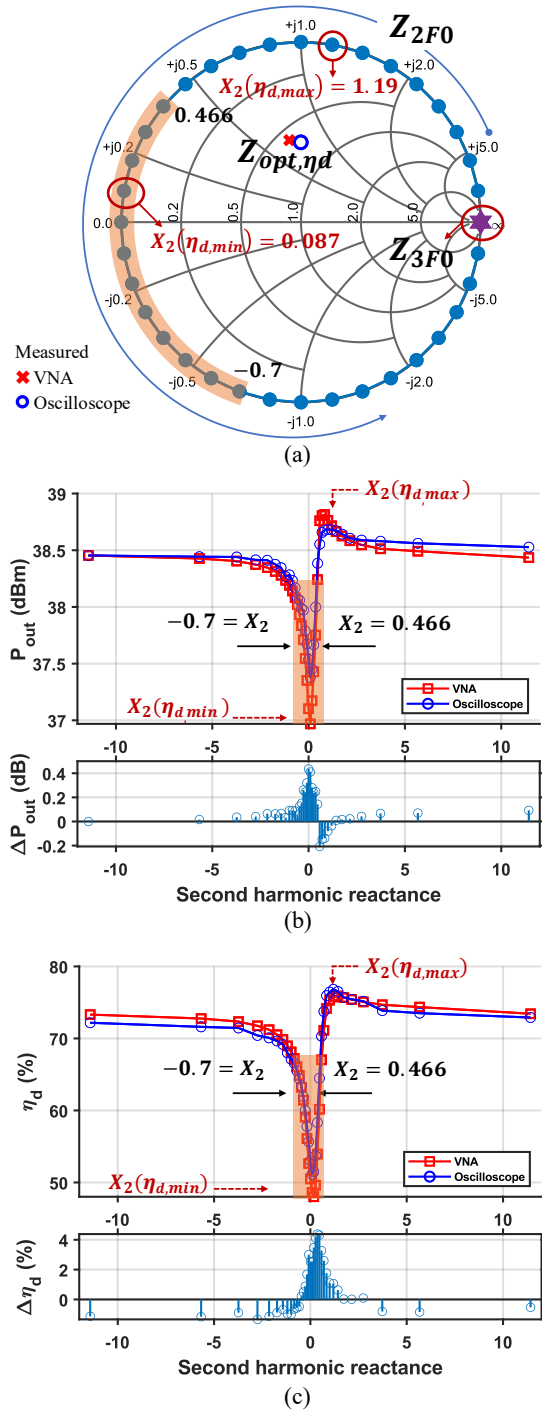 Z2F0
+j1.0
+j0.5
+j2.0
X2(ηd,max) = 1.19
0.466
+j0.2
Zopt,ηd
+j5.0
0.0
0.2
0.5
1.0
2.0
5.0
∞
X2(ηd,min) = 0.087
Z3F0
-j0.2
-j5.0
Measured
VNA
Oscilloscope
-j0.5
−0.7
-j2.0
-j1.0
(a)
39
X2(ηd,max)
38.5
Pout (dBm)
38
−0.7 = X2
X2 = 0.466
37.5
X2(ηd,min)
VNA
Oscilloscope
37
-10
-5
0
5
10
ΔPout (dB)
0.4
0.2
0
-0.2
-10
-5
0
5
10
Second harmonic reactance
(b)
X2(ηd,max)
80
70
ηd (%)
−0.7 = X2
X2 = 0.466
60
X2(ηd,min)
VNA
Oscilloscope
50
-10
-5
0
5
10
Δηd (%)
4
2
0
-10
-5
0
5
10
Second harmonic reactance
(c)